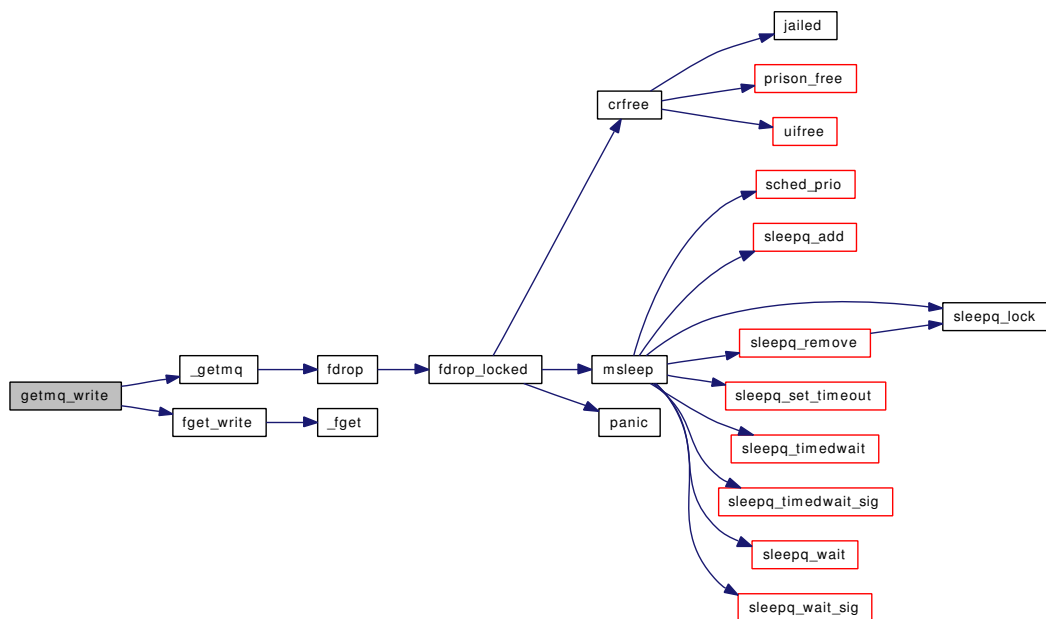 jailed
prison_free
crfree
uifree
sched_prio
sleepq_add
sleepq_lock
sleepq_remove
_getmq
fdrop
fdrop_locked
msleep
getmq_write
sleepq_set_timeout
fget_write
_fget
panic
sleepq_timedwait
sleepq_timedwait_sig
sleepq_wait
sleepq_wait_sig